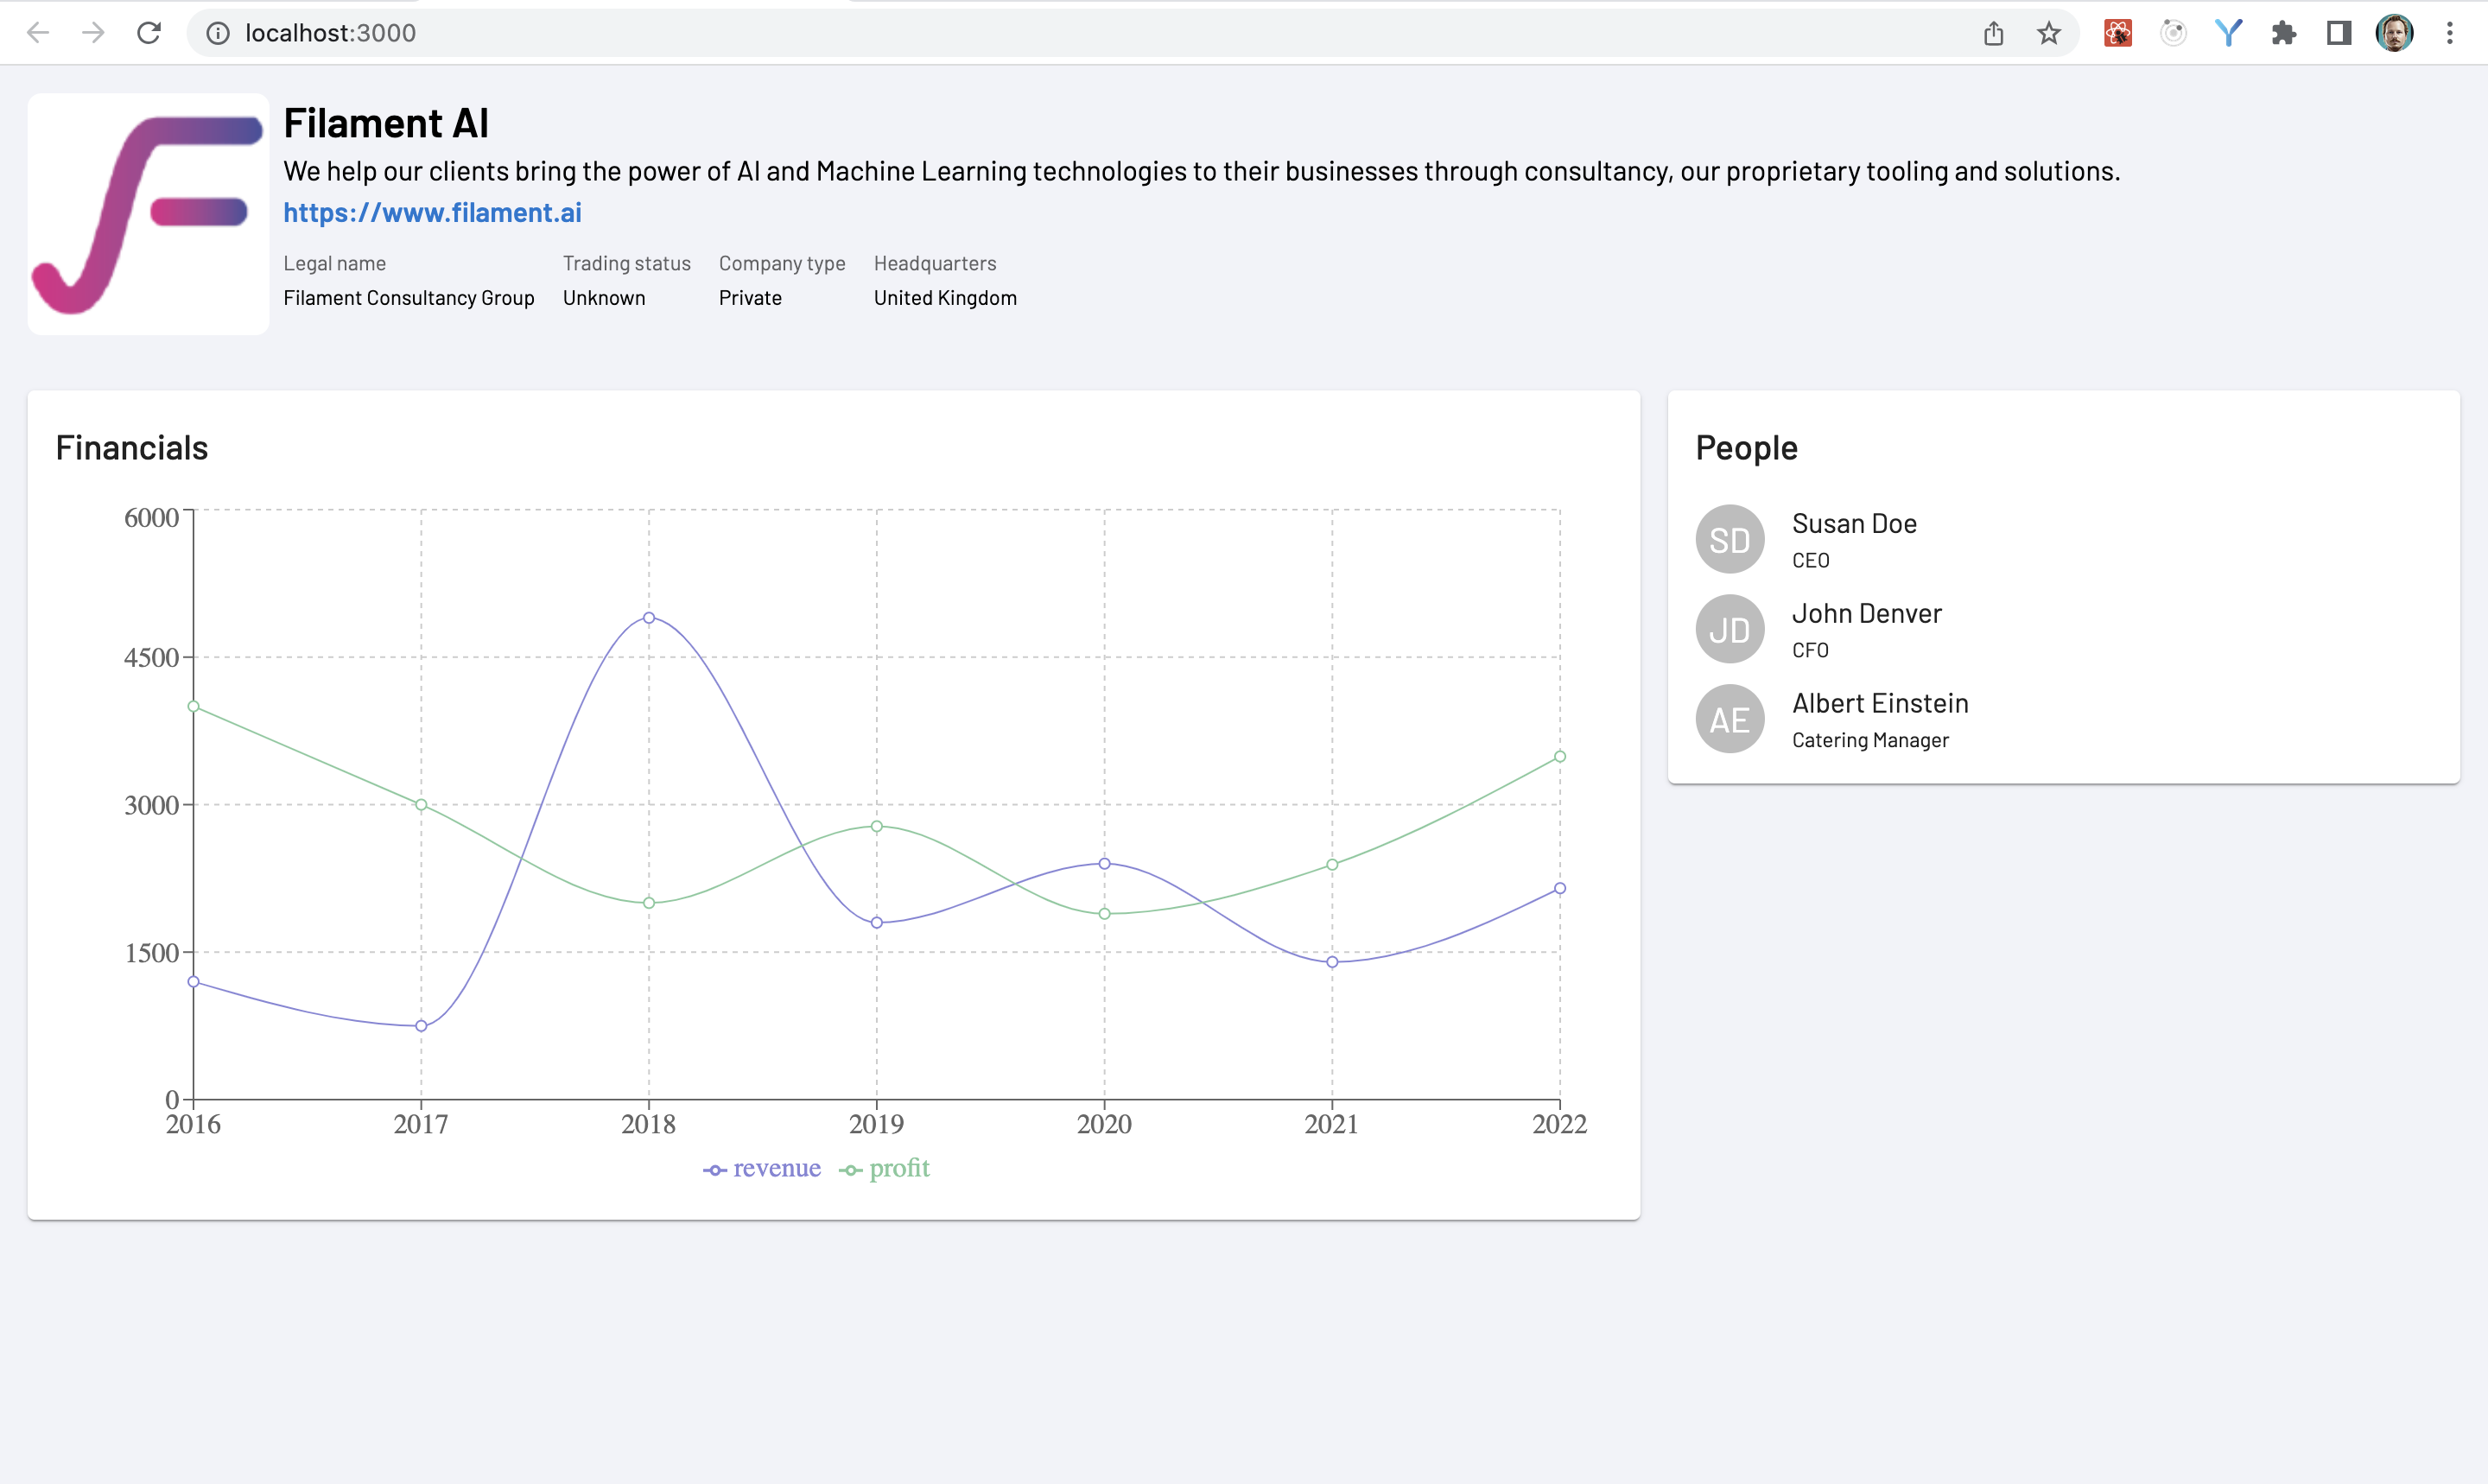 localhost:3000
Filament AI
We help our clients bring the power of AI and Machine Learning technologies to their businesses through consultancy, our proprietary tooling and solutions.
https://www.filament.ai
Legal name Trading status Company type Headquarters
Filament Consultancy Group Unknown Private United Kingdom
Financials
6000
4500
3000
1500
0
2016 2017 2018 2019 2020 2021 2022
revenue profit
People
SD Susan Doe
CEO
JD John Denver
CFO
AE Albert Einstein
Catering Manager